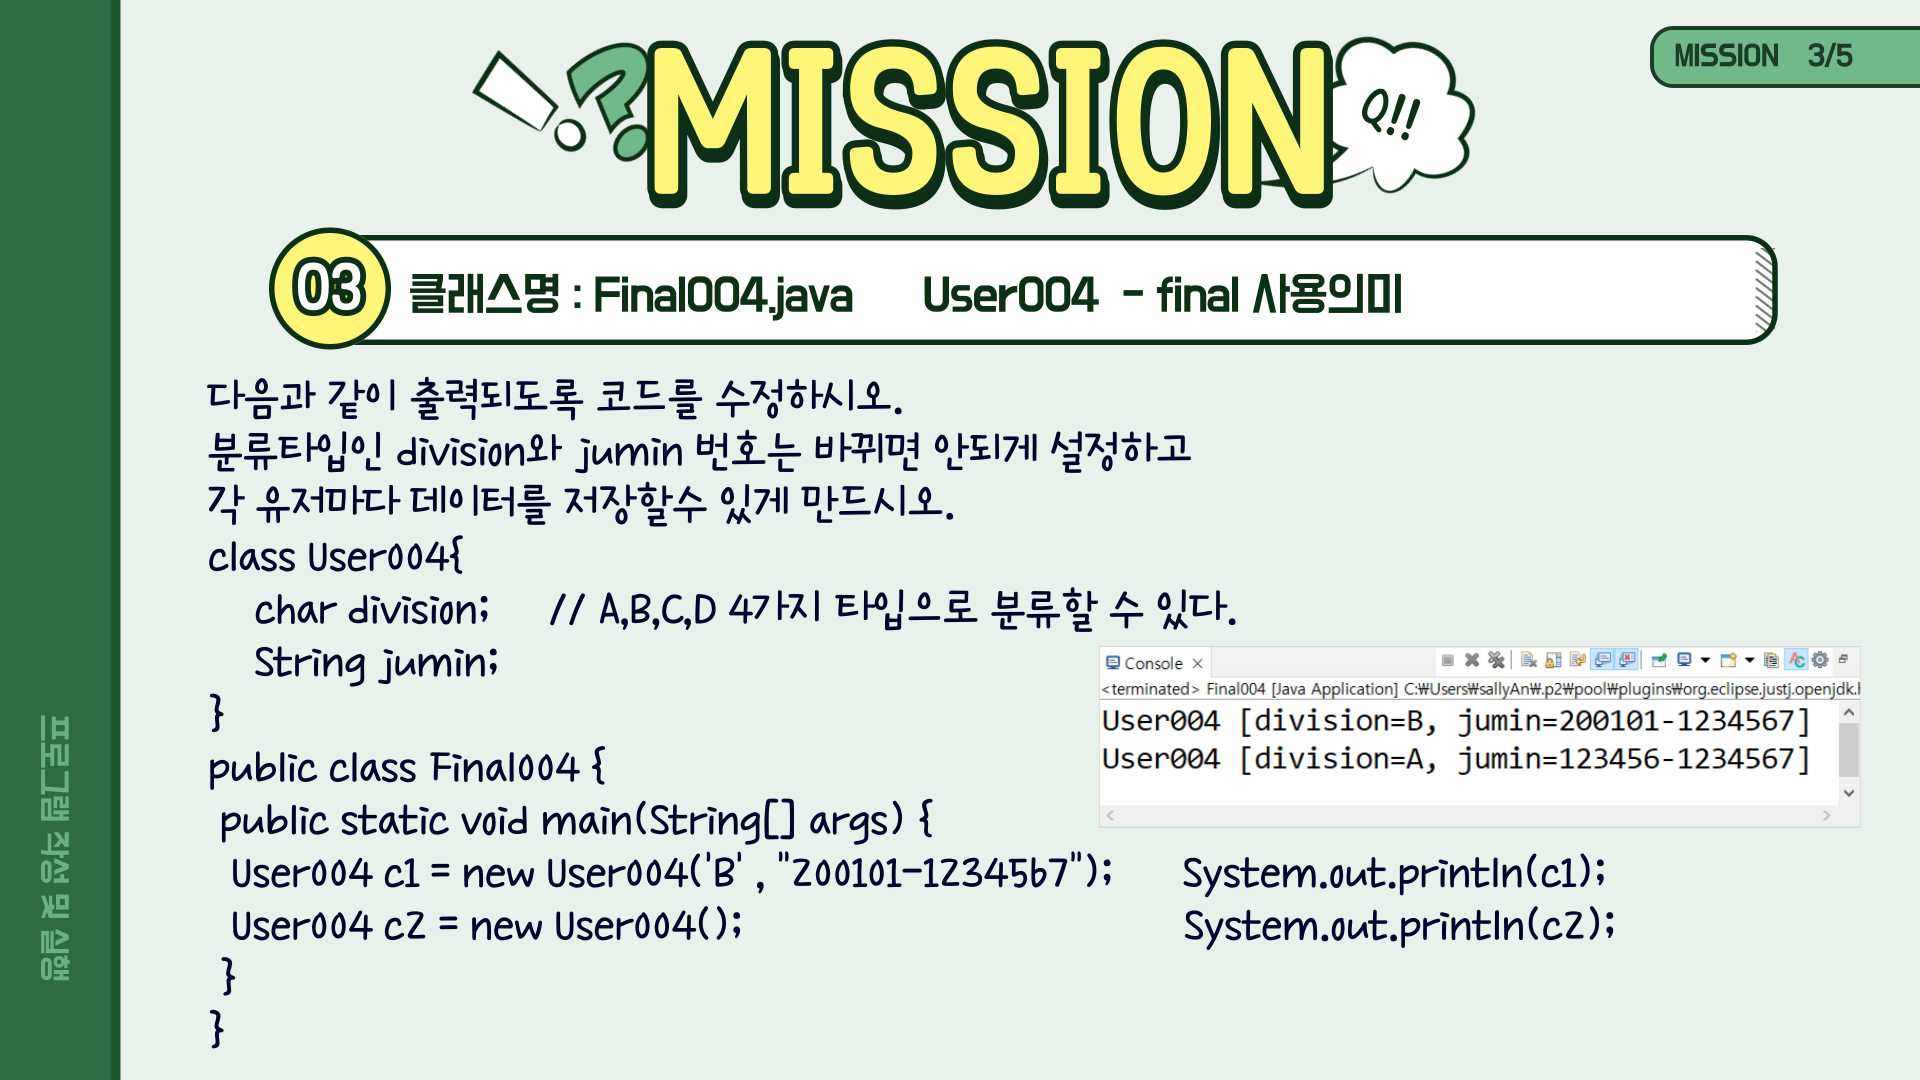 MISSION 3/5
!?MISSION
Q!!
03 클래스명 : Final004.java User004 - final 사용의미
다음과 같이 출력되도록 코드를 수정하시오.
분류타입인 division와 jumin 번호는 바뀌면 안되게 설정하고
각 유저마다 데이터를 저장할수 있게 만드시오.
class User004{
char division; // A,B,C,D 4가지 타입으로 분류할 수 있다.
String jumin;
}
public class Final004 {
public static void main(String[] args) {
User004 c1 = new User004('B' , "200101-1234567"); System.out.println(c1);
User004 c2 = new User004(); System.out.println(c2);
}
}
Console
<terminated> Final004 [Java Application] C:₩Users₩sallyAn₩.p2₩pool₩plugins₩org.eclipse.justj.openjdk.
User004 [division=B, jumin=200101-1234567]
User004 [division=A, jumin=123456-1234567]
프로그램 작성 및 실행